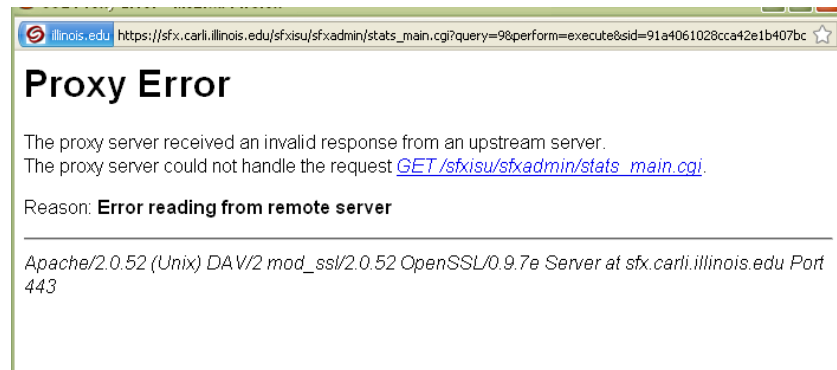 illinois.edu https://sfx.carli.illinois.edu/sfxisu/sfxadmin/stats_main.cgi?query=9&perform=execute&sid=91a4061028cca42e1b407bc
Proxy Error
The proxy server received an invalid response from an upstream server.
The proxy server could not handle the request GET /sfxisu/sfxadmin/stats_main.cgi.
Reason: Error reading from remote server
Apache/2.0.52 (Unix) DAV/2 mod_ssl/2.0.52 OpenSSL/0.9.7e Server at sfx.carli.illinois.edu Port
443